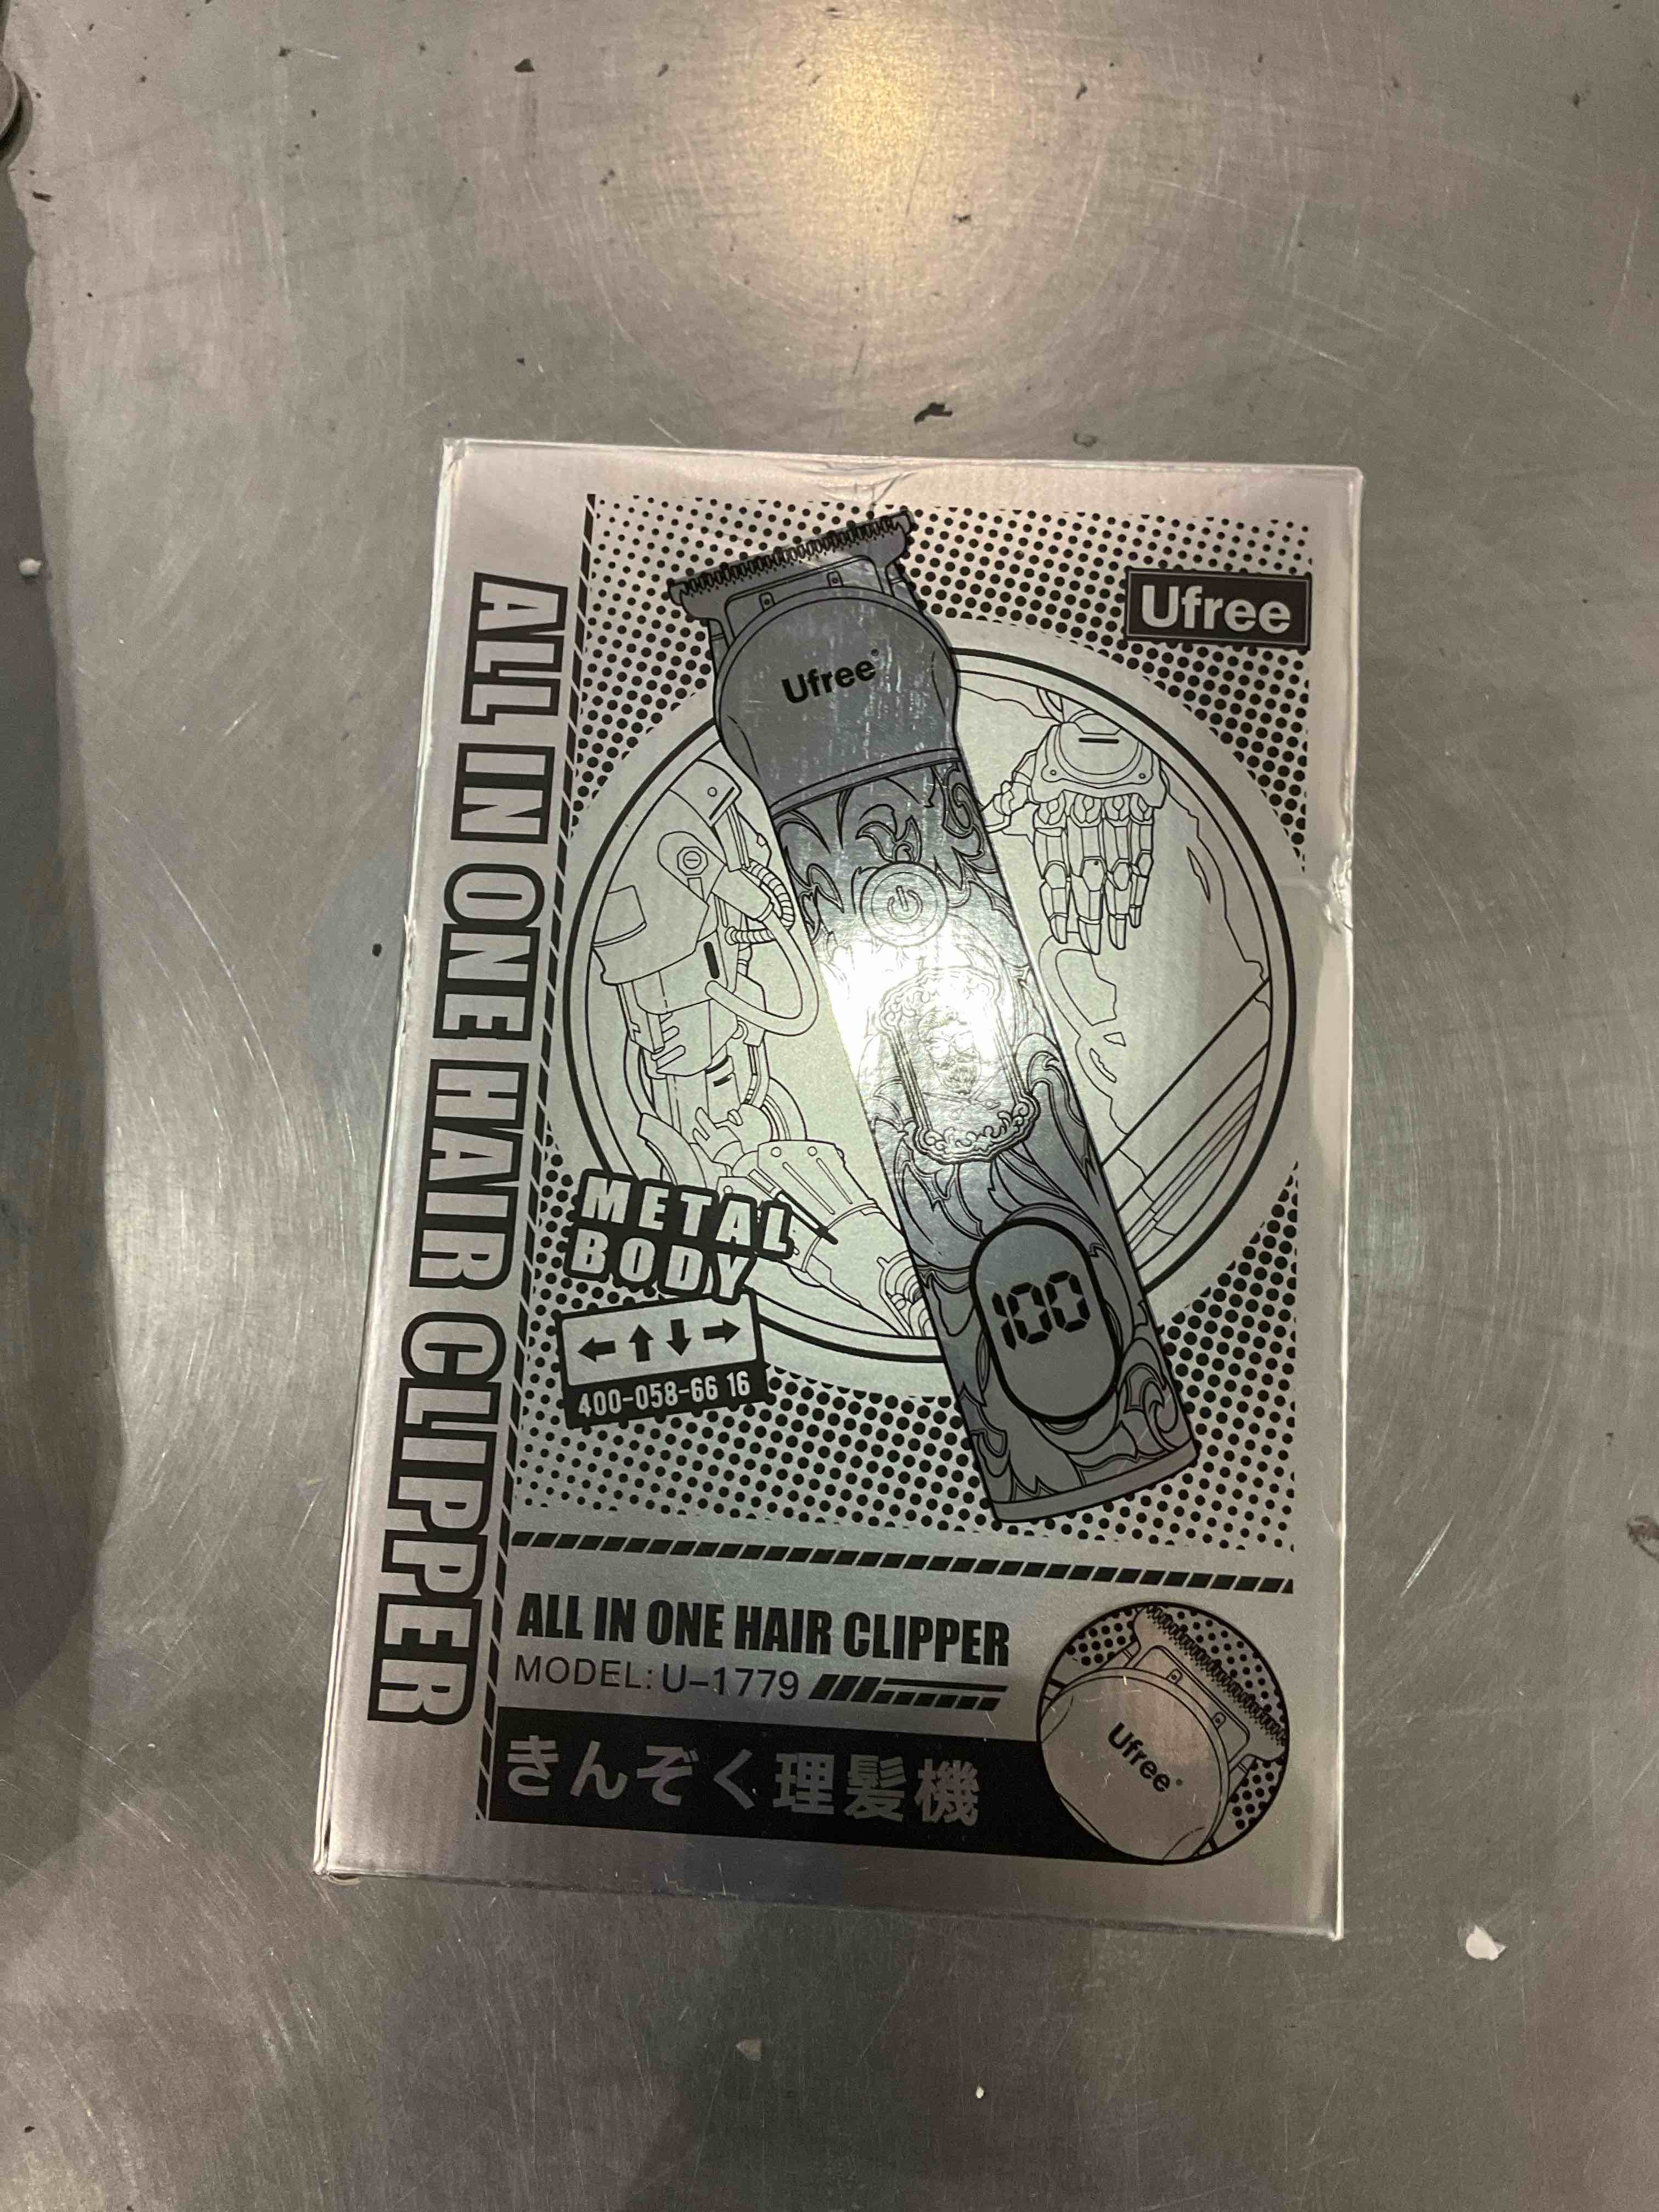 Ufree
Ufree
ALL IN ONE HAIR CLIPPER
METAL
BODY
←↑↓→
400-058-66 16
100
ALL IN ONE HAIR CLIPPER
MODEL: U-1779
きんぞく理髪機
Ufree